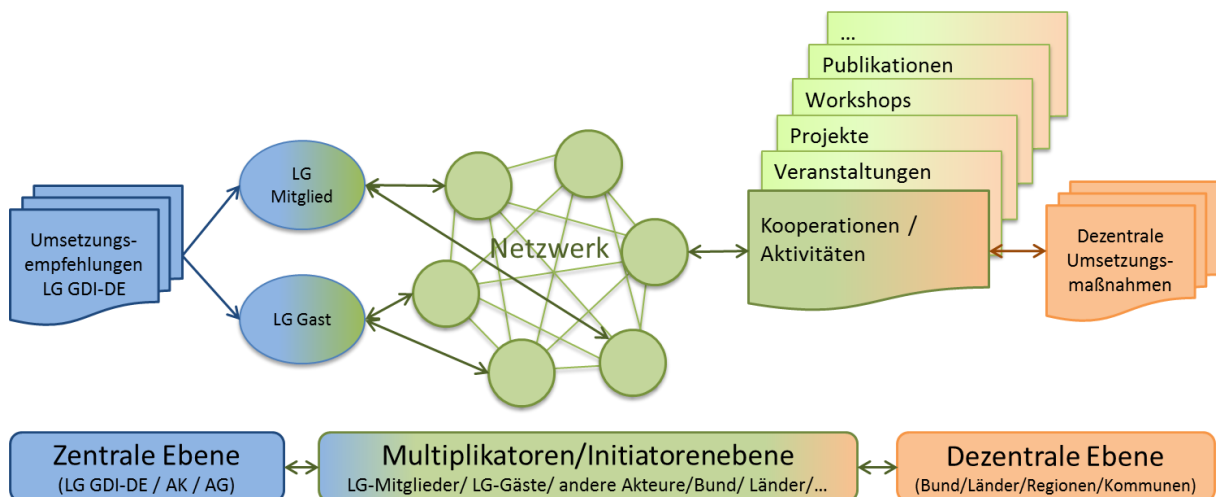 Umsetzungs-
empfehlungen
LG GDI-DE
LG
Mitglied
LG Gast
Netzwerk
...
Publikationen
Workshops
Projekte
Veranstaltungen
Kooperationen /
Aktivitäten
Dezentrale
Umsetzungs-
maßnahmen
Zentrale Ebene
(LG GDI-DE / AK / AG)
Multiplikatoren/Initiatorenebene
LG-Mitglieder/ LG-Gäste/ andere Akteure/Bund/ Länder/...
Dezentrale Ebene
(Bund/Länder/Regionen/Kommunen)